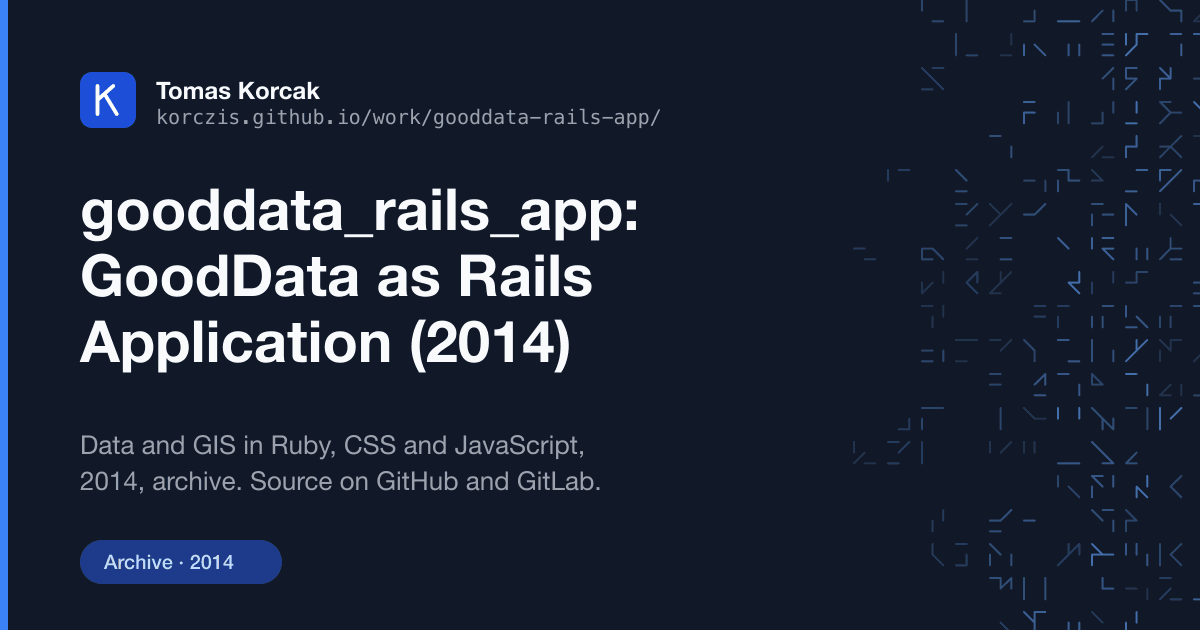 K
Tomas Korcak
korczis.github.io/work/gooddata-rails-app/
gooddata_rails_app:
GoodData as Rails
Application (2014)
Data and GIS in Ruby, CSS and JavaScript,
2014, archive. Source on GitHub and GitLab.
Archive · 2014